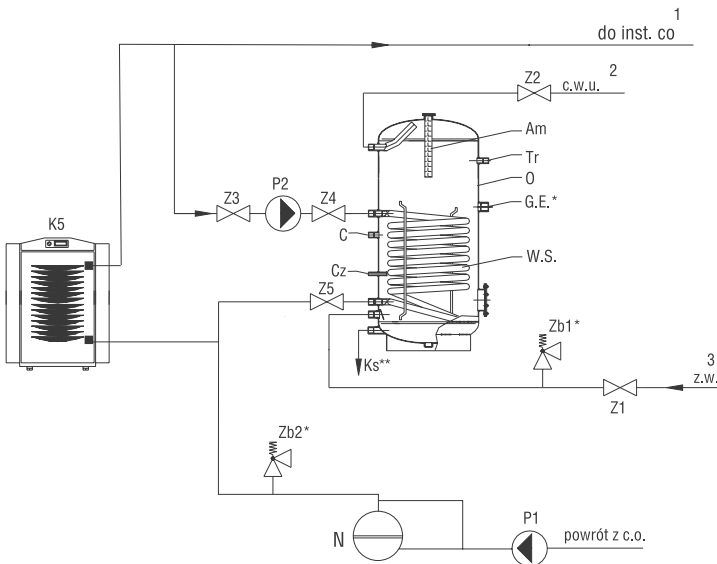 1
do inst. co
Z2
c.w.u.
2
Am
Tr
O
G.E.*
Z3
P2
Z4
C
K5
W.S.
Cz
Z5
Zb1*
Ks**
3
z.w.
Z1
Zb2*
P1
powrót z c.o.
N